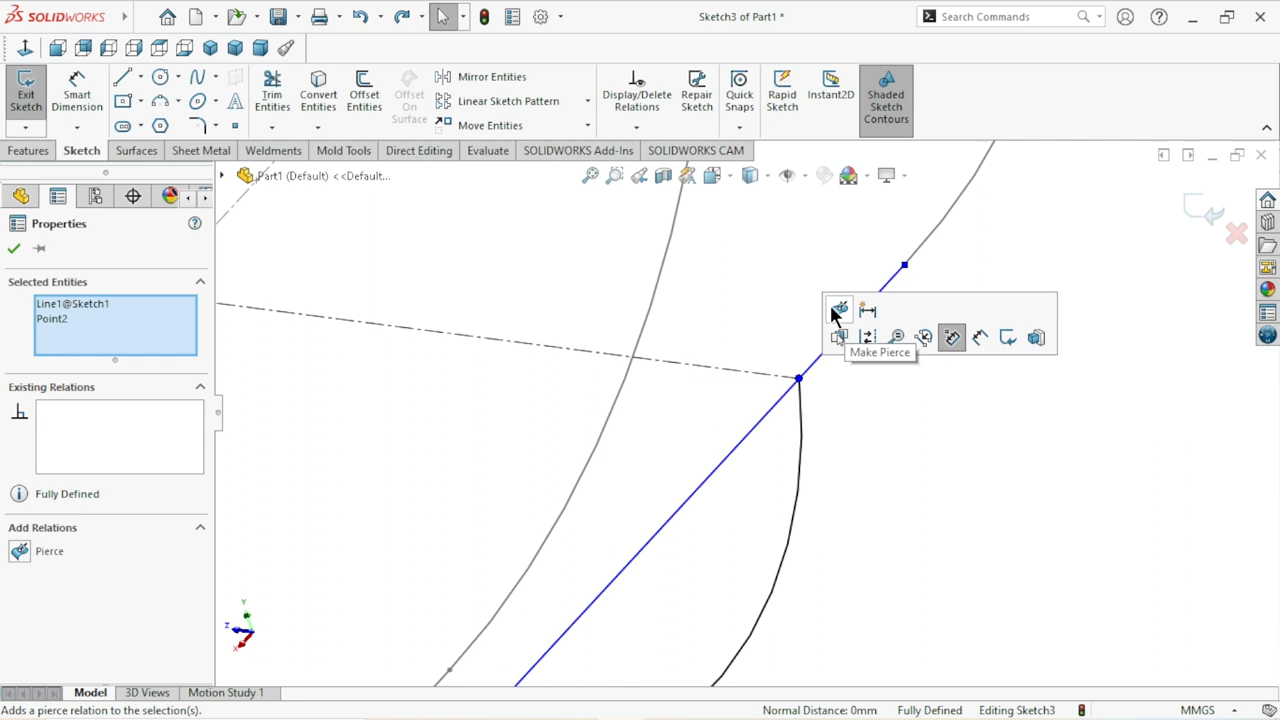 SOLIDWORKS
Sketch3 of Part1 *
Search Commands
Exit Sketch
Smart Dimension
Trim Entities
Convert Entities
Offset Entities
Offset On Surface
Mirror Entities
Linear Sketch Pattern
Move Entities
Display/Delete Relations
Repair Sketch
Quick Snaps
Rapid Sketch
Instant2D
Shaded Sketch Contours
Features
Sketch
Surfaces
Sheet Metal
Weldments
Mold Tools
Direct Editing
Evaluate
SOLIDWORKS Add-Ins
SOLIDWORKS CAM
Part1 (Default) <<Default...
Properties
Selected Entities
Line1@Sketch1
Point2
Existing Relations
Fully Defined
Add Relations
Pierce
Make Pierce
Y
Z
X
Model
3D Views
Motion Study 1
Adds a pierce relation to the selection(s).
Normal Distance: 0mm
Fully Defined
Editing Sketch3
MMGS